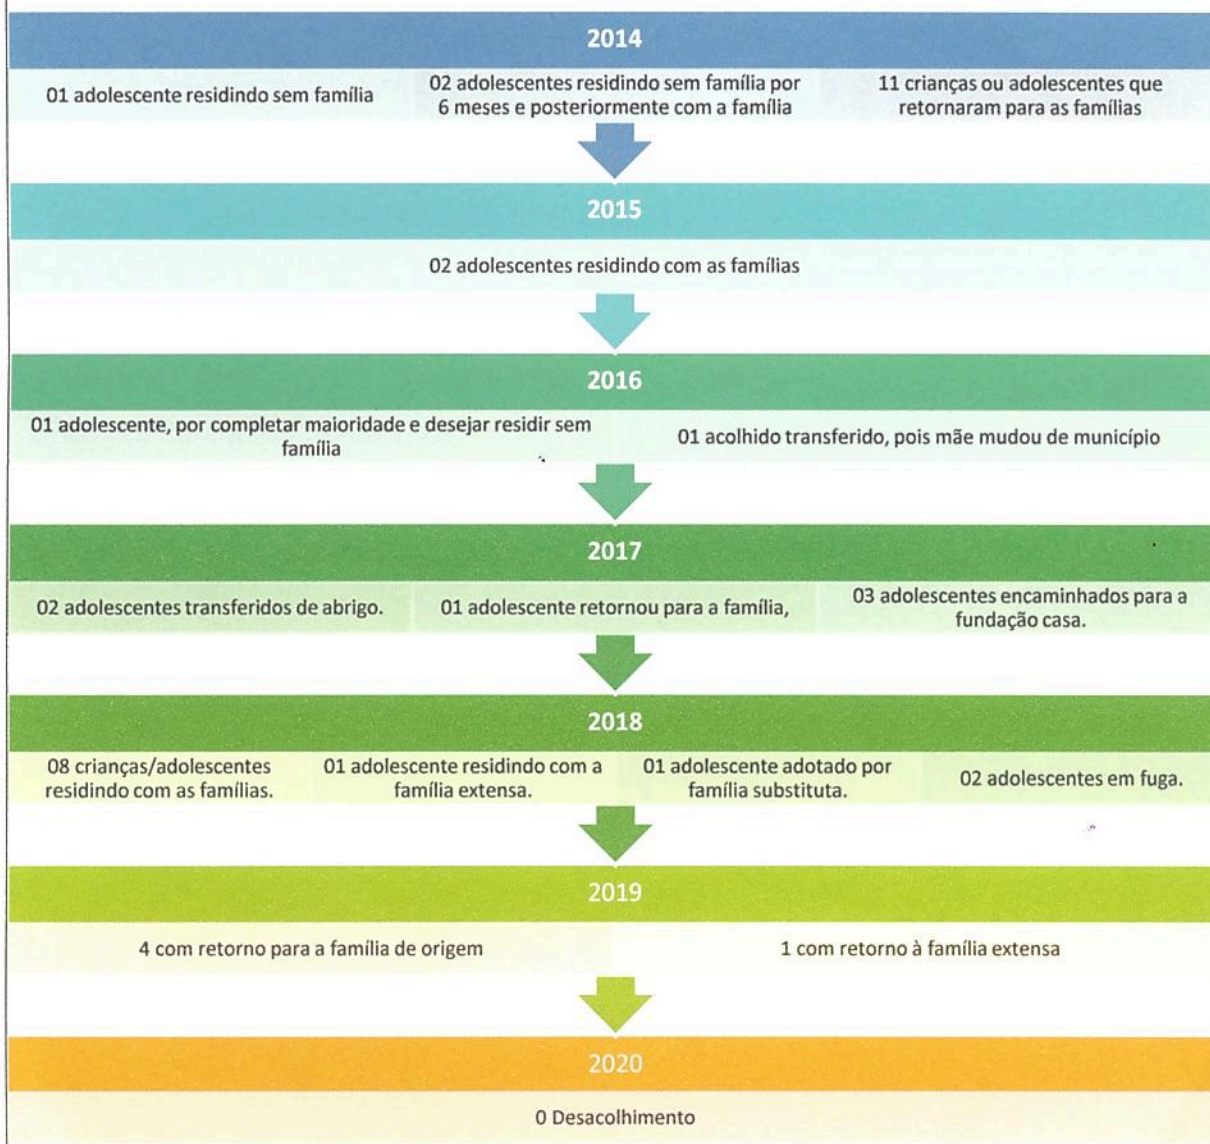 2014
01 adolescente residindo sem família
02 adolescentes residindo sem família por
6 meses e posteriormente com a família
11 crianças ou adolescentes que
retornaram para as famílias
2015
02 adolescentes residindo com as famílias
2016
01 adolescente, por completar maioridade e desejar residir sem
família
01 acolhido transferido, pois mãe mudou de município
2017
02 adolescentes transferidos de abrigo.
01 adolescente retornou para a família,
03 adolescentes encaminhados para a
fundação casa.
2018
08 crianças/adolescentes
residindo com as famílias.
01 adolescente residindo com a
família extensa.
01 adolescente adotado por
família substituta.
02 adolescentes em fuga.
2019
4 com retorno para a família de origem
1 com retorno à família extensa
2020
0 Desacolhimento